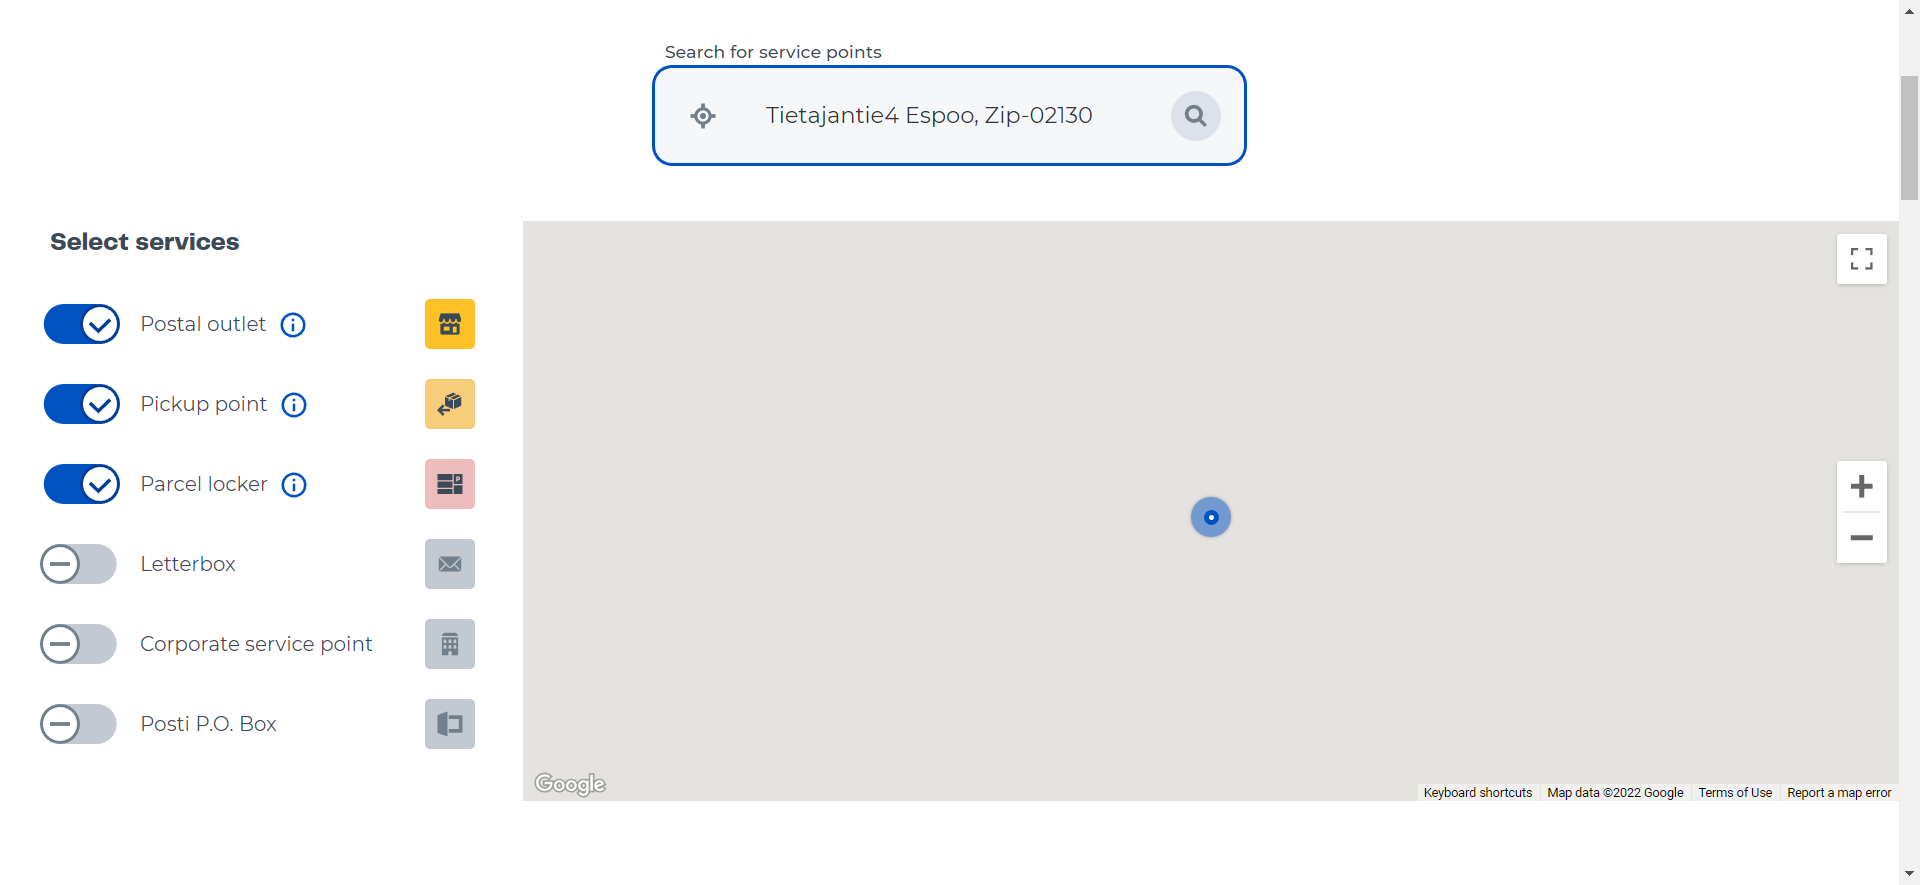 Search for service points
Tietajantie4 Espoo, Zip-02130
Select services
Postal outlet
Pickup point
Parcel locker
P
Letterbox
Corporate service point
Posti P.O. Box
Google
Keyboard shortcuts
Map data ©2022 Google
Terms of Use
Report a map error